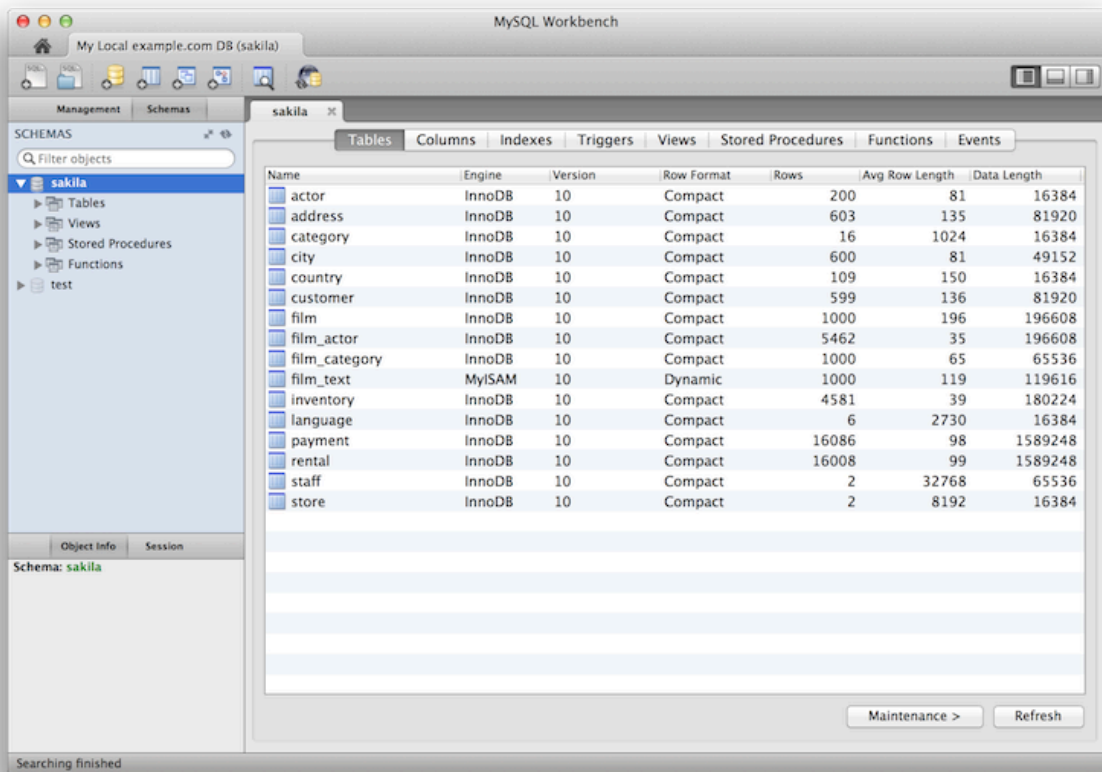 MySQL Workbench
My Local example.com DB (sakila)
Management Schemas
SCHEMAS
Filter objects
sakila
Tables
Views
Stored Procedures
Functions
test
Object Info Session
Schema: sakila
sakila
Tables Columns Indexes Triggers Views Stored Procedures Functions Events
Name Engine Version Row Format Rows Avg Row Length Data Length
actor InnoDB 10 Compact 200 81 16384
address InnoDB 10 Compact 603 135 81920
category InnoDB 10 Compact 16 1024 16384
city InnoDB 10 Compact 600 81 49152
country InnoDB 10 Compact 109 150 16384
customer InnoDB 10 Compact 599 136 81920
film InnoDB 10 Compact 1000 196 196608
film_actor InnoDB 10 Compact 5462 35 196608
film_category InnoDB 10 Compact 1000 65 65536
film_text MyISAM 10 Dynamic 1000 119 119616
inventory InnoDB 10 Compact 4581 39 180224
language InnoDB 10 Compact 6 2730 16384
payment InnoDB 10 Compact 16086 98 1589248
rental InnoDB 10 Compact 16008 99 1589248
staff InnoDB 10 Compact 2 32768 65536
store InnoDB 10 Compact 2 8192 16384
Maintenance > Refresh
Searching finished